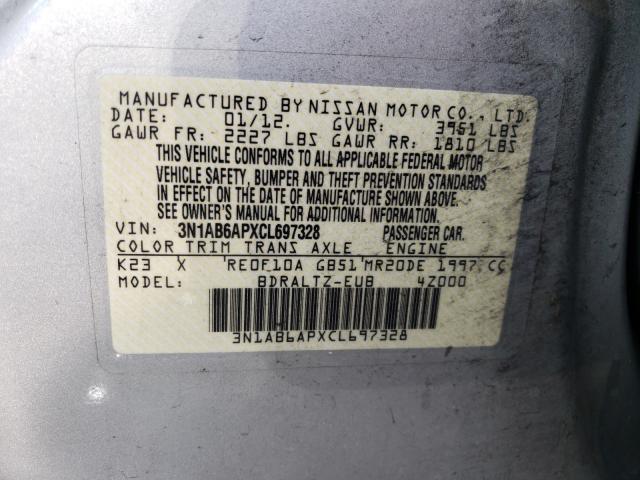 MANUFACTURED BY NISSAN MOTOR CO., LTD.
DATE: 01/12. GVWR: 3951 LBS
GAWR FR: 2227 LBS GAWR RR: 1810 LBS
THIS VEHICLE CONFORMS TO ALL APPLICABLE FEDERAL MOTOR
VEHICLE SAFETY, BUMPER AND THEFT PREVENTION STANDARDS
IN EFFECT ON THE DATE OF MANUFACTURE SHOWN ABOVE.
SEE OWNER'S MANUAL FOR ADDITIONAL INFORMATION.
VIN: 3N1AB6APXCL697328 PASSENGER CAR.
COLOR TRIM TRANS AXLE ENGINE
K23 X RE0F10A GB51 MR20DE 1997 CC
MODEL: BDRALTZ-EUB 4Z000
3N1AB6APXCL697328